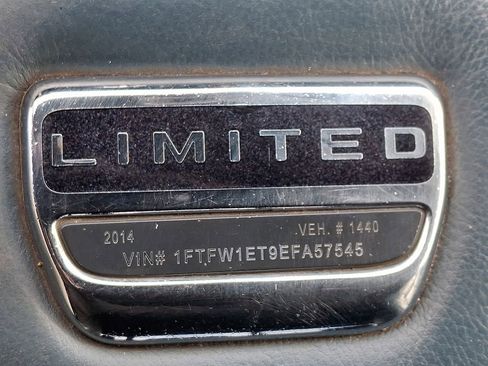 LIMITED
2014 VEH. # 1440
VIN# 1FTFW1ET9EFA57545